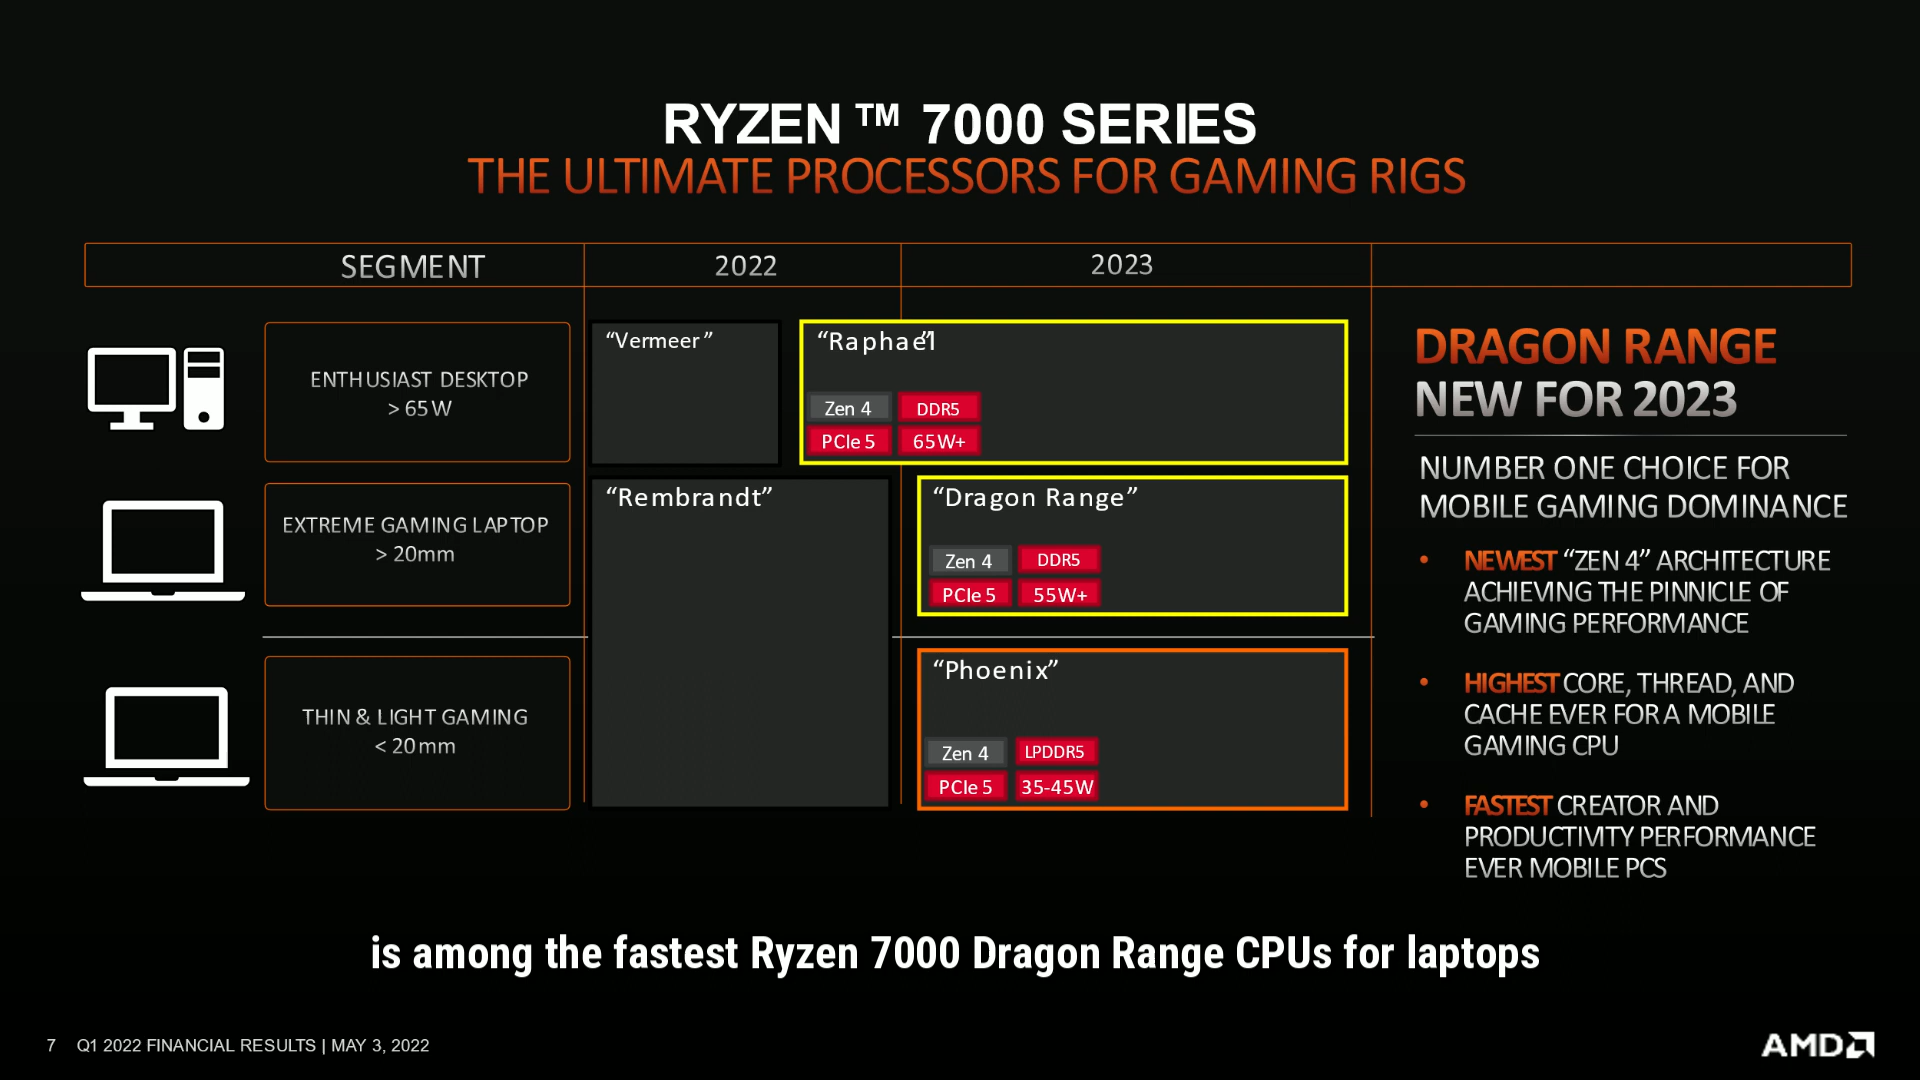 RYZEN™ 7000 SERIES
THE ULTIMATE PROCESSORS FOR GAMING RIGS
SEGMENT
2022
2023
ENTHUSIAST DESKTOP
> 65W
"Vermeer"
"Raphael"
Zen 4
DDR5
PCIe 5
65W+
EXTREME GAMING LAPTOP
> 20mm
"Rembrandt"
"Dragon Range"
Zen 4
DDR5
PCIe 5
55W+
THIN & LIGHT GAMING
< 20mm
"Phoenix"
Zen 4
LPDDR5
PCIe 5
35-45W
DRAGON RANGE
NEW FOR 2023
NUMBER ONE CHOICE FOR
MOBILE GAMING DOMINANCE
• NEWEST "ZEN 4" ARCHITECTURE
ACHIEVING THE PINNICLE OF
GAMING PERFORMANCE
• HIGHEST CORE, THREAD, AND
CACHE EVER FOR A MOBILE
GAMING CPU
• FASTEST CREATOR AND
PRODUCTIVITY PERFORMANCE
EVER MOBILE PCS
is among the fastest Ryzen 7000 Dragon Range CPUs for laptops
7 Q1 2022 FINANCIAL RESULTS | MAY 3, 2022
AMD